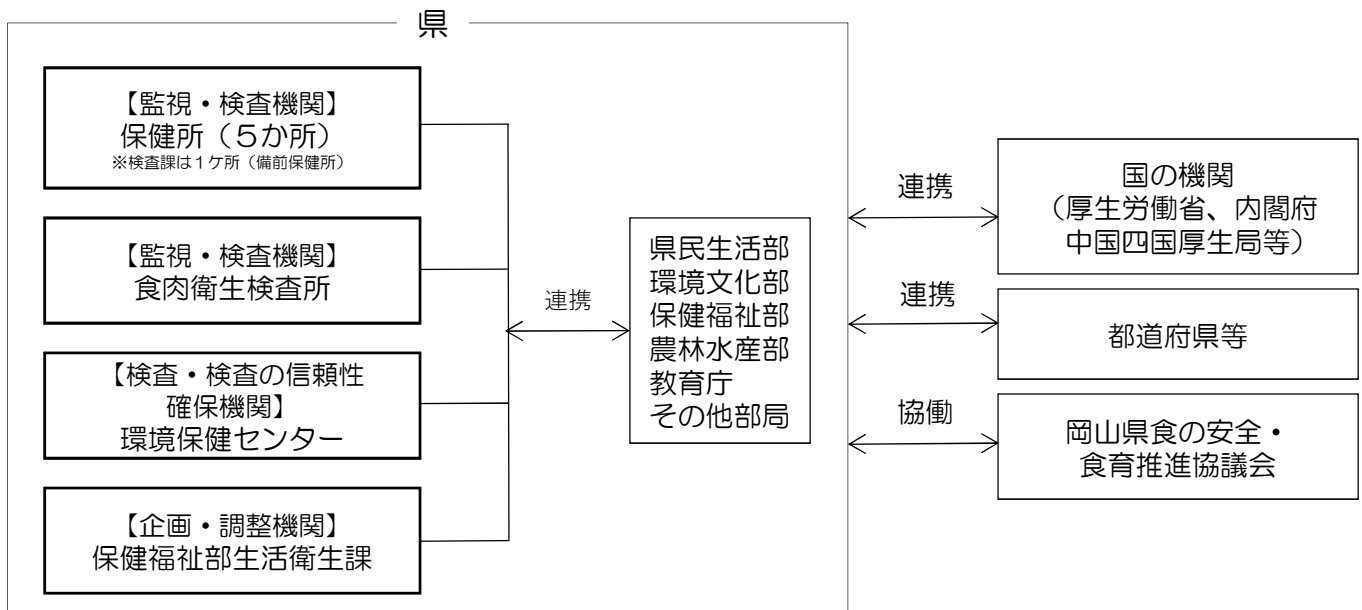 県
【監視・検査機関】
保健所（５か所）
※検査課は１ケ所（備前保健所）
【監視・検査機関】
食肉衛生検査所
【検査・検査の信頼性
確保機関】
環境保健センター
【企画・調整機関】
保健福祉部生活衛生課
連携
県民生活部
環境文化部
保健福祉部
農林水産部
教育庁
その他部局
連携
国の機関
（厚生労働省、内閣府
中国四国厚生局等）
連携
都道府県等
協働
岡山県食の安全・
食育推進協議会